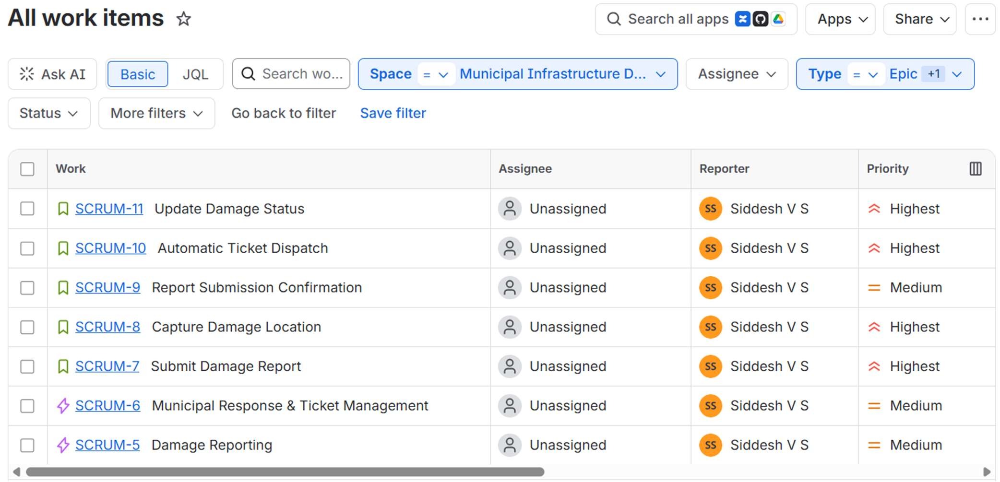 All work items
Search all apps
Apps
Share
Ask AI
Basic
JQL
Search wo...
Space = Municipal Infrastructure D...
Assignee
Type = Epic +1
Status
More filters
Go back to filter
Save filter
Work Assignee Reporter Priority
SCRUM-11 Update Damage Status Unassigned SS Siddesh V S Highest
SCRUM-10 Automatic Ticket Dispatch Unassigned SS Siddesh V S Highest
SCRUM-9 Report Submission Confirmation Unassigned SS Siddesh V S Medium
SCRUM-8 Capture Damage Location Unassigned SS Siddesh V S Highest
SCRUM-7 Submit Damage Report Unassigned SS Siddesh V S Highest
SCRUM-6 Municipal Response & Ticket Management Unassigned SS Siddesh V S Medium
SCRUM-5 Damage Reporting Unassigned SS Siddesh V S Medium